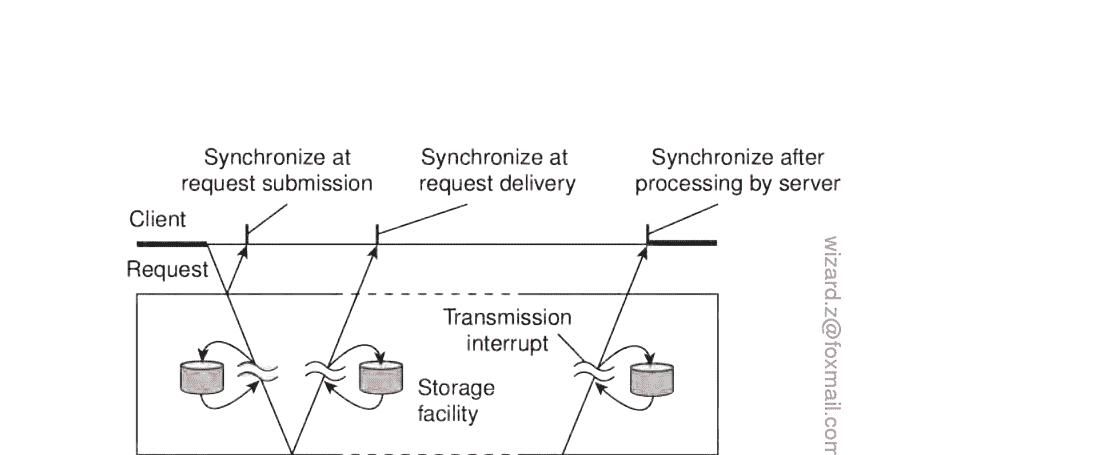 Synchronize at
request submission
Synchronize at
request delivery
Synchronize after
processing by server
Client
Request
Transmission
interrupt
Storage
facility
wizard.z@foxmail.com